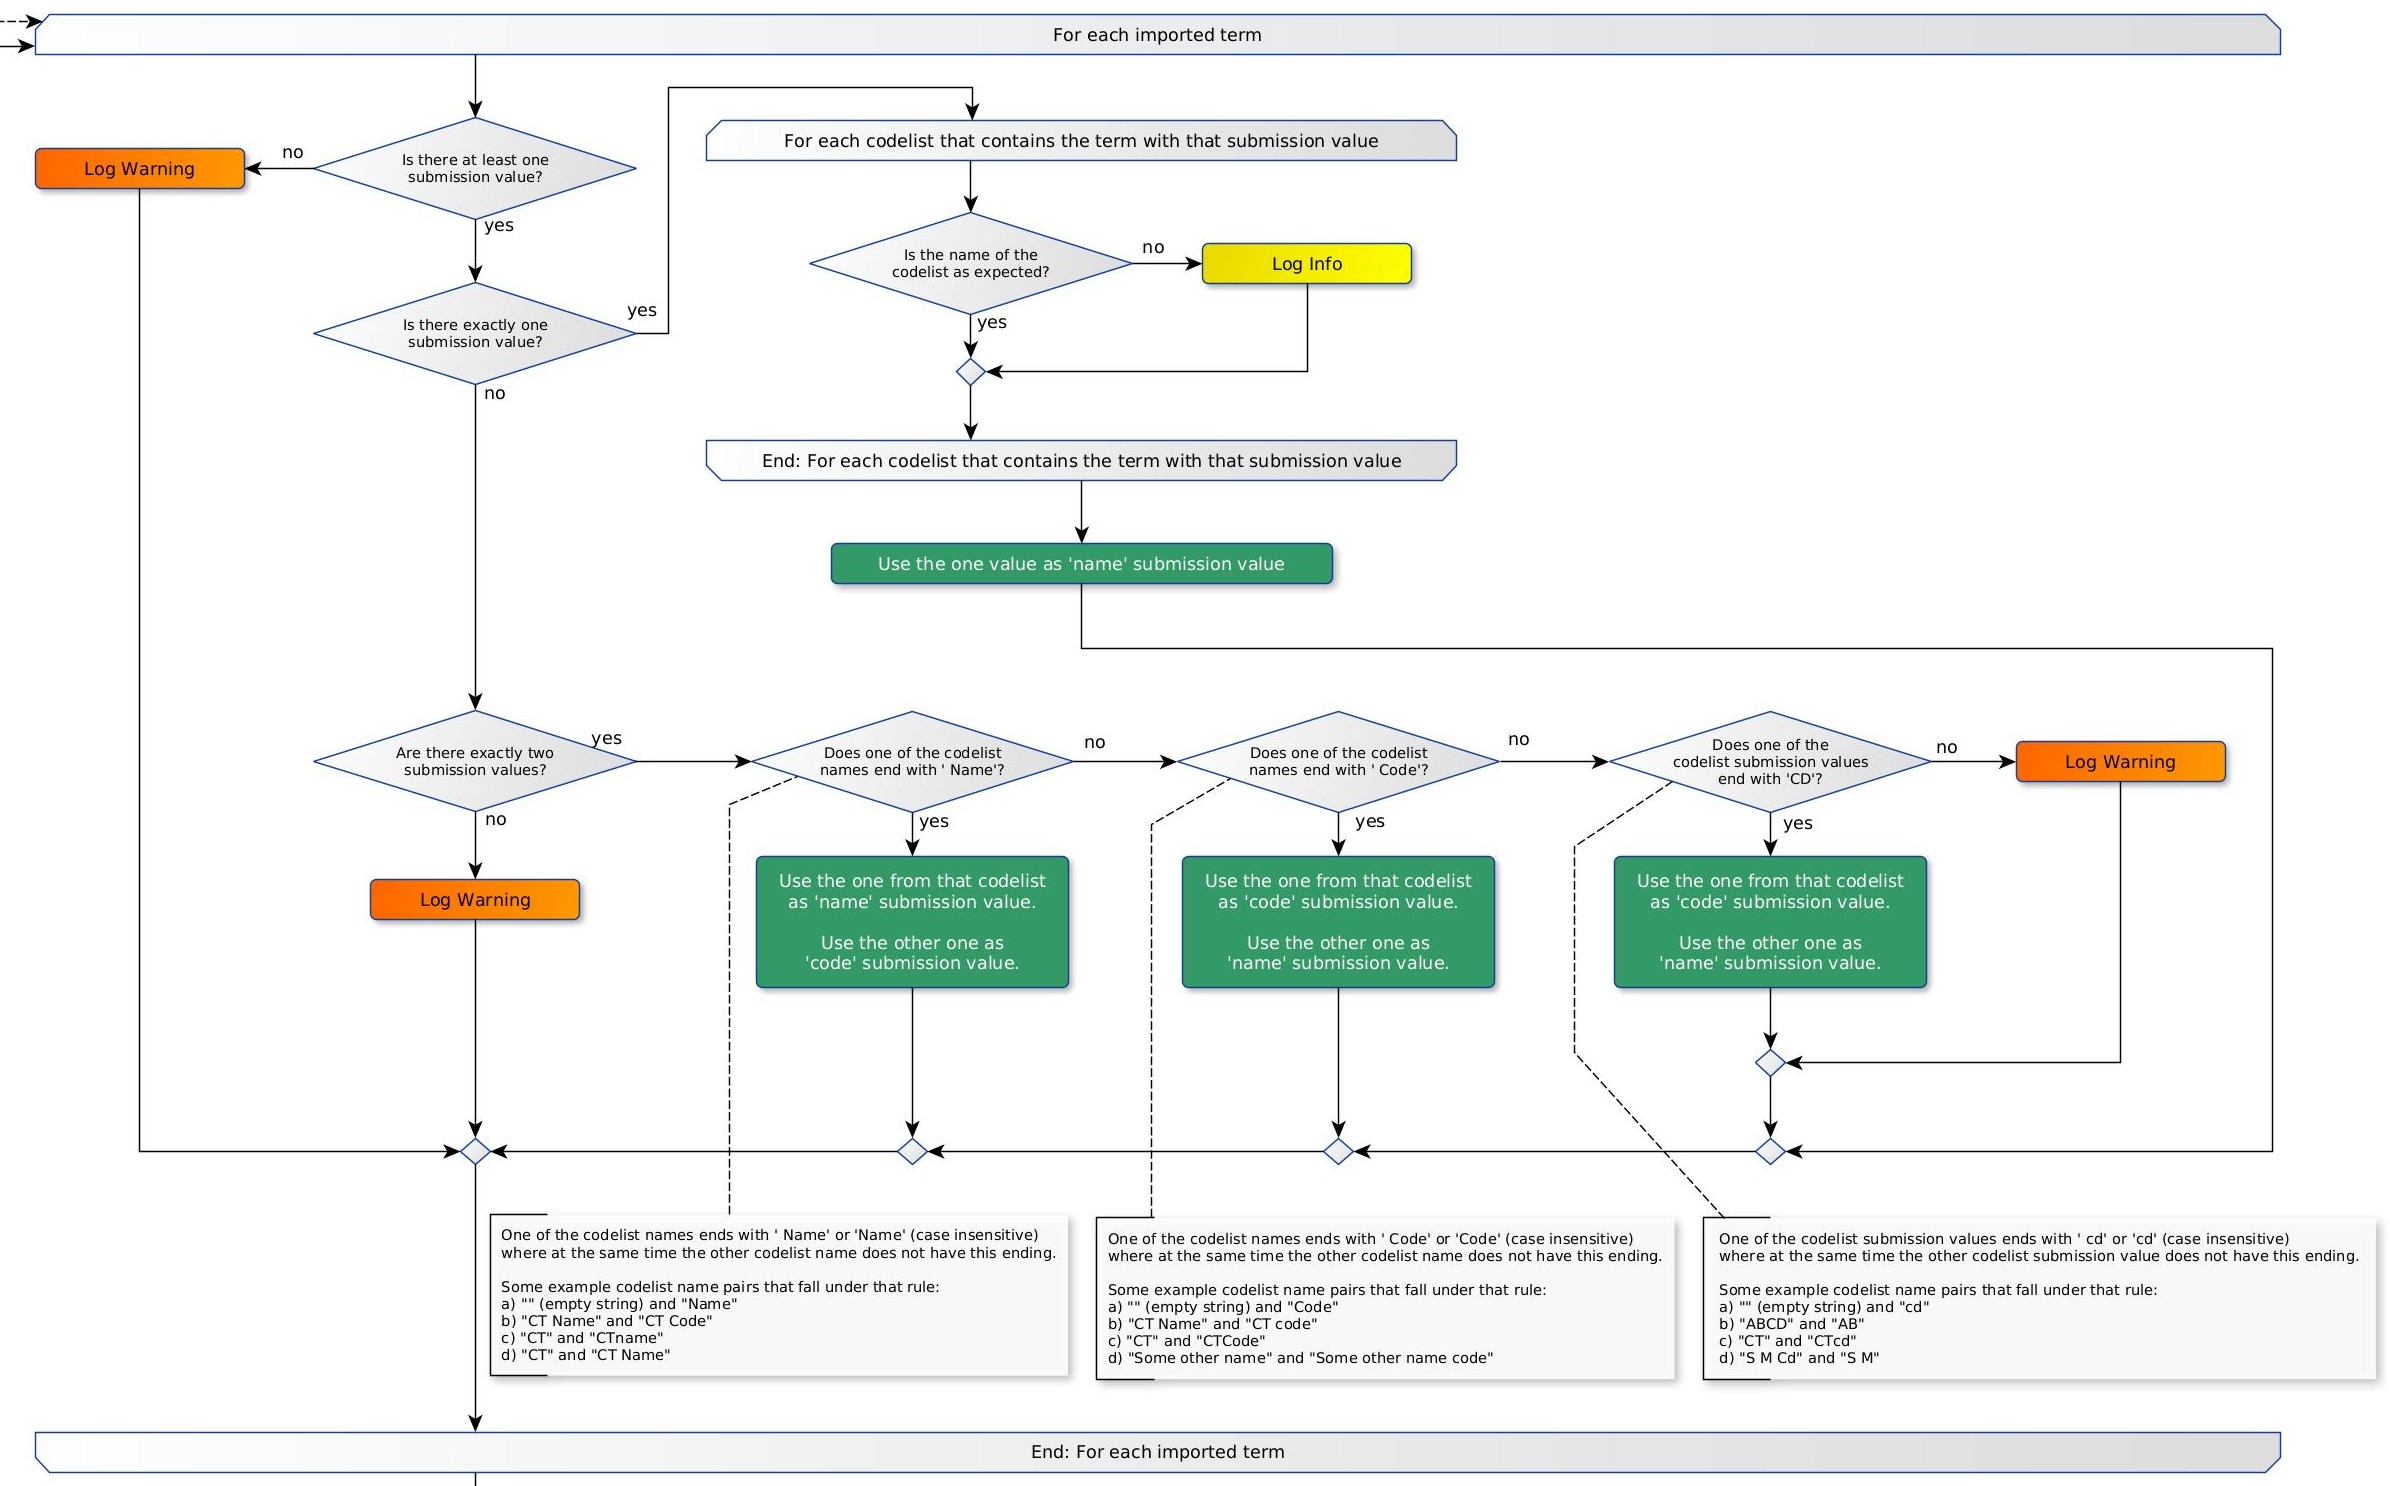 For each imported term
Is there at least one
submission value?
no
Log Warning
yes
Is there exactly one
submission value?
yes
no
For each codelist that contains the term with that submission value
Is the name of the
codelist as expected?
no
Log Info
yes
End: For each codelist that contains the term with that submission value
Use the one value as 'name' submission value
Are there exactly two
submission values?
yes
no
Log Warning
Does one of the codelist
names end with ' Name'?
no
yes
Use the one from that codelist
as 'name' submission value.
Use the other one as
'code' submission value.
Does one of the codelist
names end with ' Code'?
no
yes
Use the one from that codelist
as 'code' submission value.
Use the other one as
'name' submission value.
Does one of the
codelist submission values
end with 'CD'?
no
Log Warning
yes
Use the one from that codelist
as 'code' submission value.
Use the other one as
'name' submission value.
One of the codelist names ends with ' Name' or 'Name' (case insensitive)
where at the same time the other codelist name does not have this ending.
Some example codelist name pairs that fall under that rule:
a) "" (empty string) and "Name"
b) "CT Name" and "CT Code"
c) "CT" and "CTname"
d) "CT" and "CT Name"
One of the codelist names ends with ' Code' or 'Code' (case insensitive)
where at the same time the other codelist name does not have this ending.
Some example codelist name pairs that fall under that rule:
a) "" (empty string) and "Code"
b) "CT Name" and "CT code"
c) "CT" and "CTCode"
d) "Some other name" and "Some other name code"
One of the codelist submission values ends with ' cd' or 'cd' (case insensitive)
where at the same time the other codelist submission value does not have this ending.
Some example codelist name pairs that fall under that rule:
a) "" (empty string) and "cd"
b) "ABCD" and "AB"
c) "CT" and "CTcd"
d) "S M Cd" and "S M"
End: For each imported term